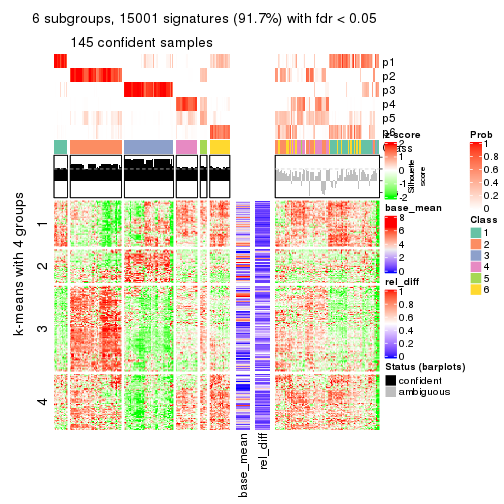 6 subgroups, 15001 signatures (91.7%) with fdr < 0.05
145 confident samples
p1
p2
p3
p4
p5
p6
Class
Silhouette
score
k-means with 4 groups
1
2
3
4
base_mean
rel_diff
z-score
2
1
0
-1
-2
base_mean
8
6
4
2
0
rel_diff
1
0.8
0.6
0.4
0.2
0
Status (barplots)
confident
ambiguous
Prob
1
0.8
0.6
0.4
0.2
0
Class
1
2
3
4
5
6